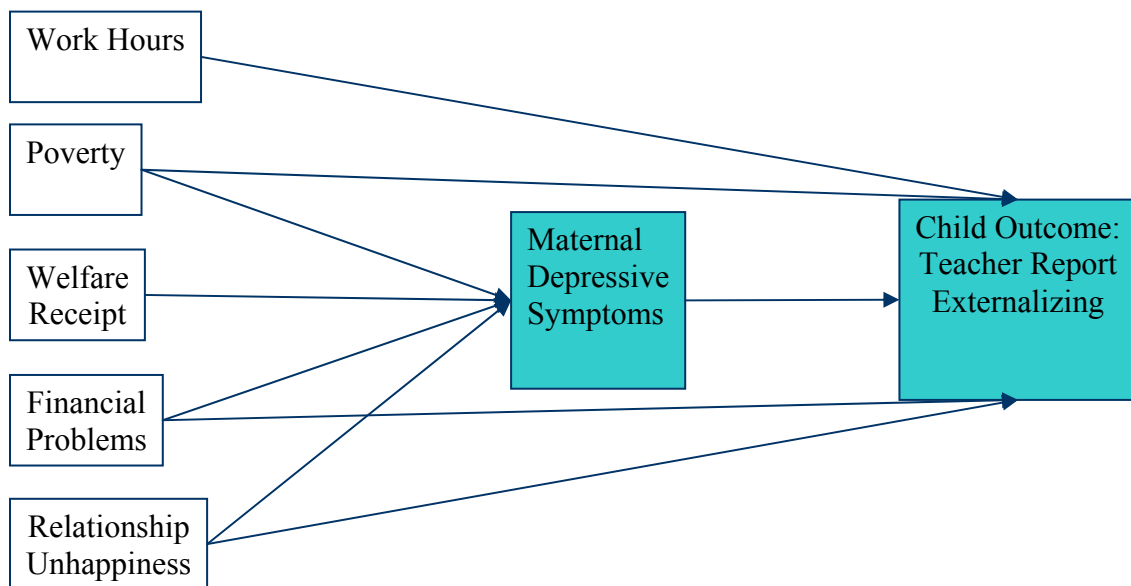 Work Hours
Poverty
Welfare
Receipt
Financial
Problems
Relationship
Unhappiness
Maternal
Depressive
Symptoms
Child Outcome:
Teacher Report
Externalizing